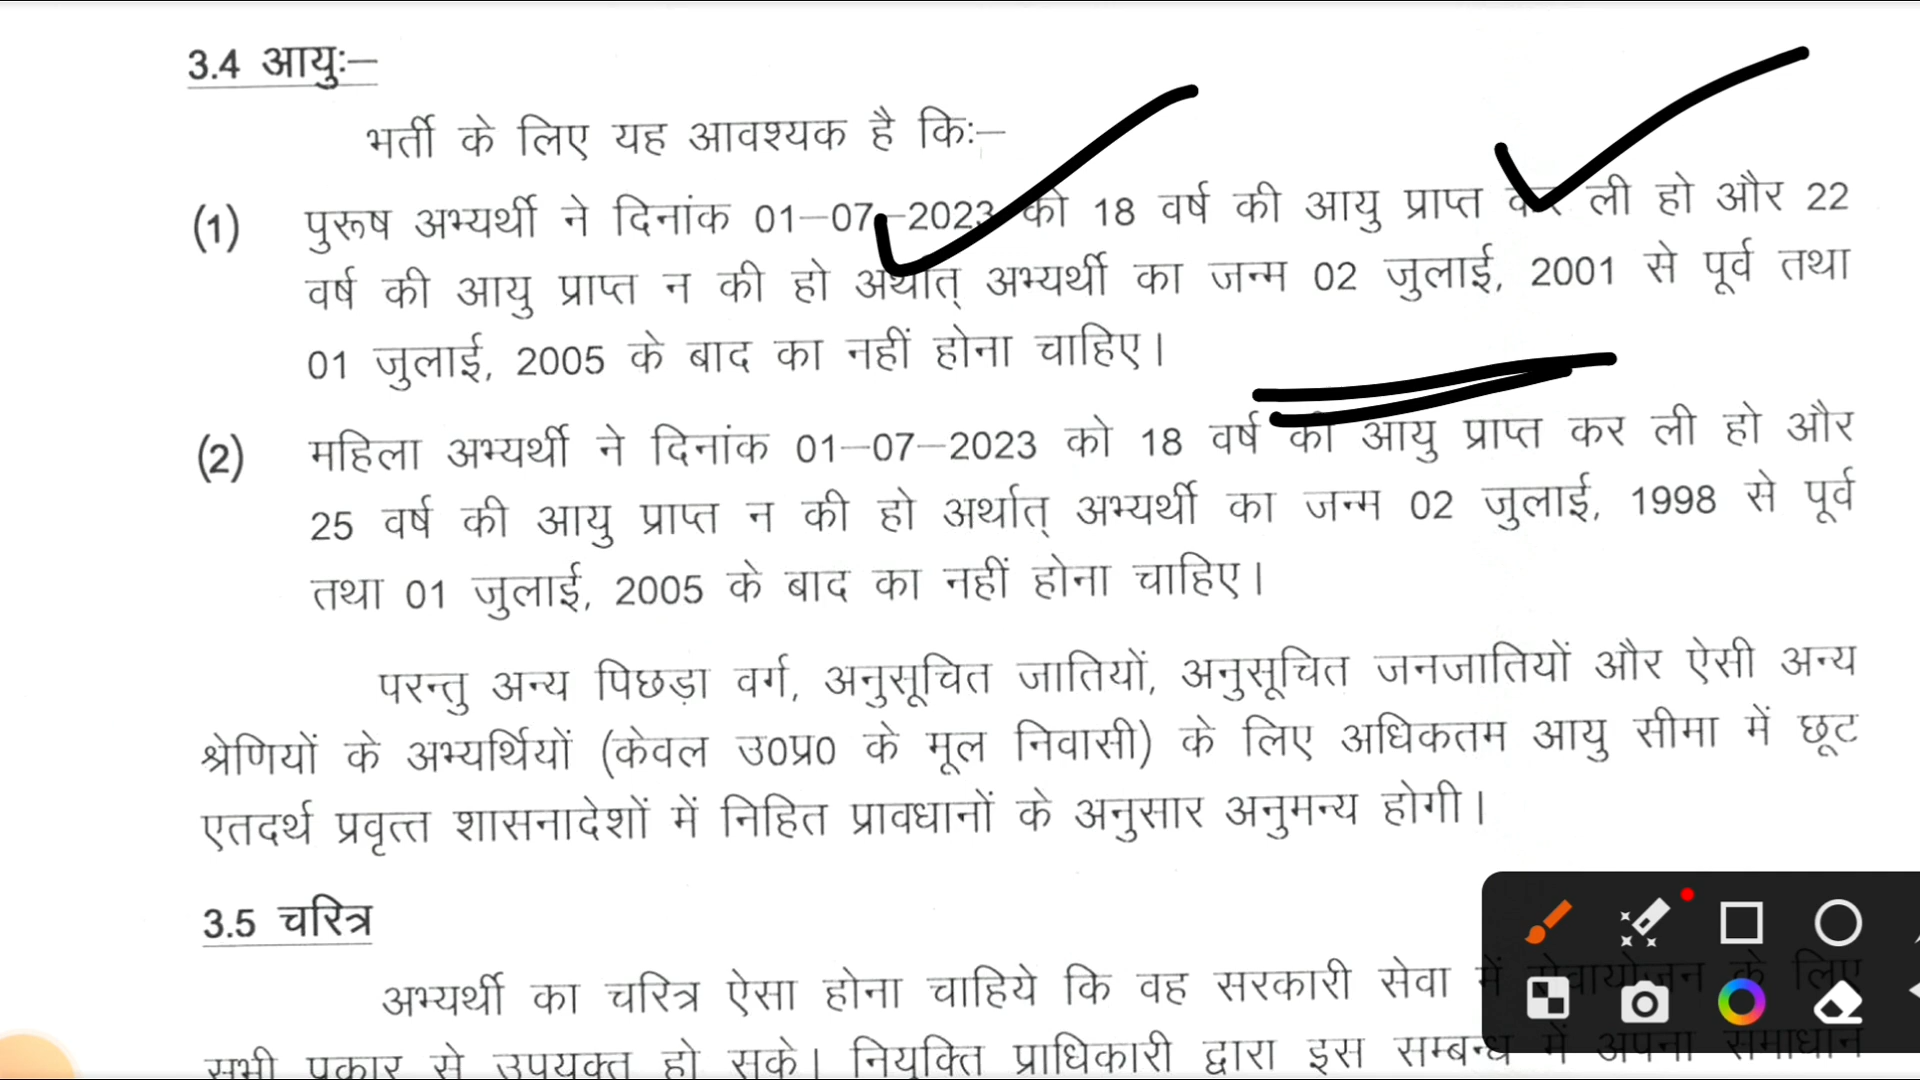 3.4 आयुः–
भर्ती के लिए यह आवश्यक है किः–
(1) पुरूष अभ्यर्थी ने दिनांक 01–07–2023 को 18 वर्ष की आयु प्राप्त कर ली हो और 22
वर्ष की आयु प्राप्त न की हो अर्थात् अभ्यर्थी का जन्म 02 जुलाई, 2001 से पूर्व तथा
01 जुलाई, 2005 के बाद का नहीं होना चाहिए।
(2) महिला अभ्यर्थी ने दिनांक 01–07–2023 को 18 वर्ष की आयु प्राप्त कर ली हो और
25 वर्ष की आयु प्राप्त न की हो अर्थात् अभ्यर्थी का जन्म 02 जुलाई, 1998 से पूर्व
तथा 01 जुलाई, 2005 के बाद का नहीं होना चाहिए।
परन्तु अन्य पिछड़ा वर्ग, अनुसूचित जातियों, अनुसूचित जनजातियों और ऐसी अन्य
श्रेणियों के अभ्यर्थियों (केवल उ0प्र0 के मूल निवासी) के लिए अधिकतम आयु सीमा में छूट
एतदर्थ प्रवृत्त शासनादेशों में निहित प्रावधानों के अनुसार अनुमन्य होगी।
3.5 चरित्र
अभ्यर्थी का चरित्र ऐसा होना चाहिये कि वह सरकारी सेवा में सेवायोजन के लिए
सभी प्रकार से उपयुक्त हो सके। नियुक्ति प्राधिकारी द्वारा इस सम्बन्ध में अपना समाधान